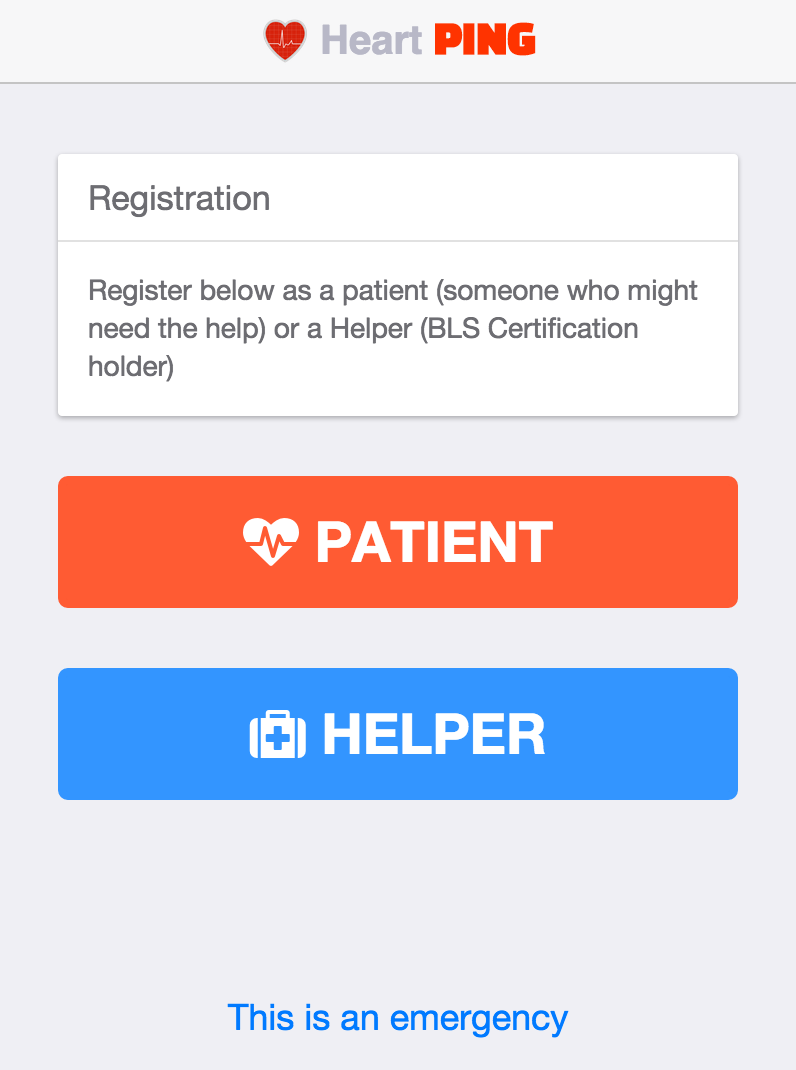 Heart PING
Registration
Register below as a patient (someone who might
need the help) or a Helper (BLS Certification
holder)
PATIENT
HELPER
This is an emergency